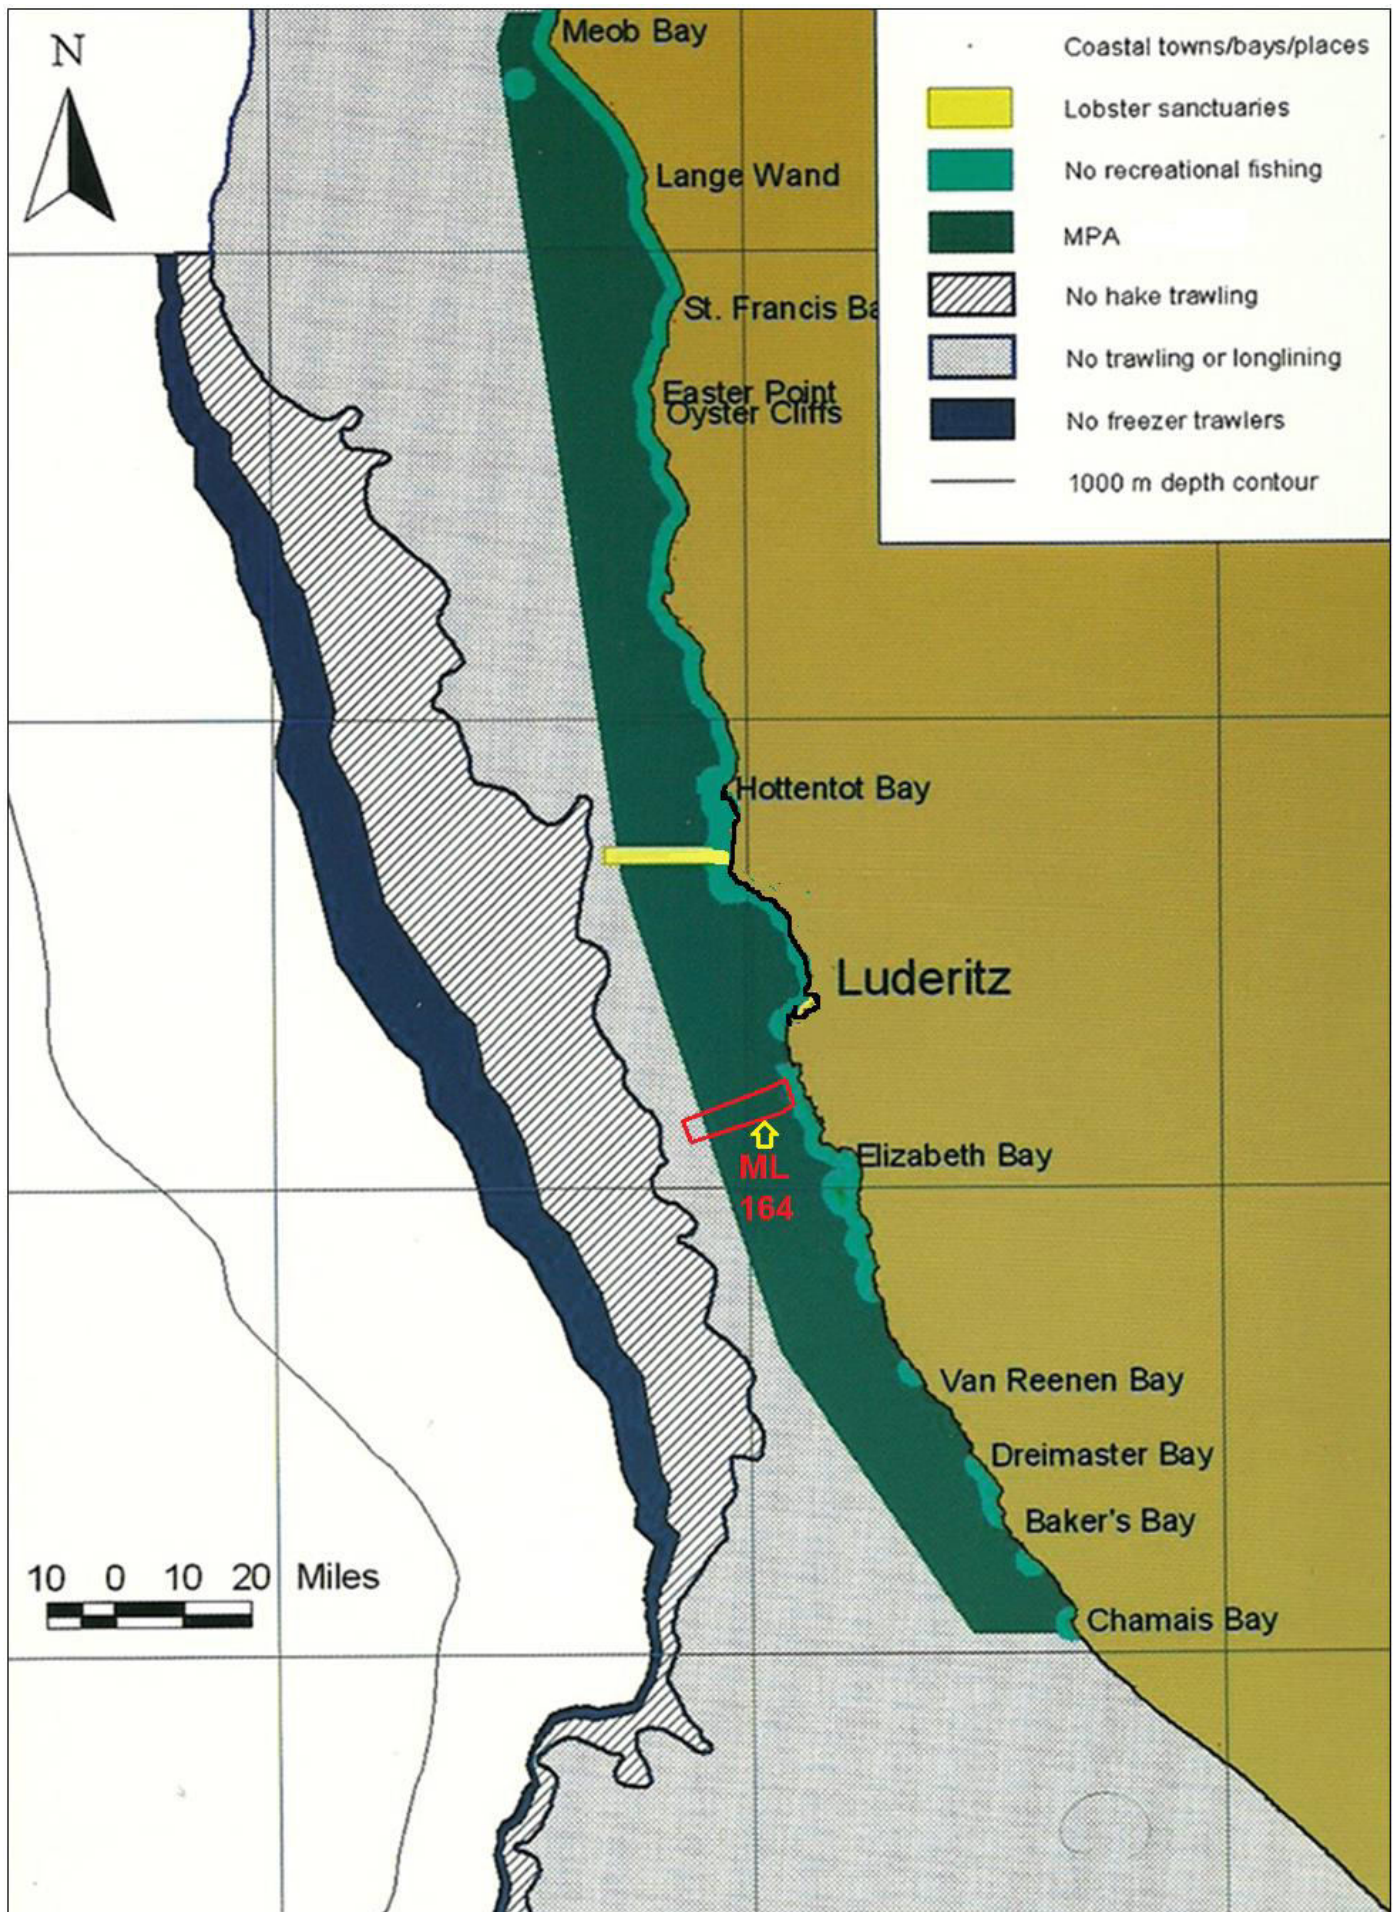 N
Meob Bay
Lange Wand
St. Francis Ba
Easter Point
Oyster Cliffs
Hottentot Bay
Luderitz
Elizabeth Bay
ML
164
Van Reenen Bay
Dreimaster Bay
Baker's Bay
Chamais Bay
10 0 10 20 Miles
Coastal towns/bays/places
Lobster sanctuaries
No recreational fishing
MPA
No hake trawling
No trawling or longlining
No freezer trawlers
1000 m depth contour